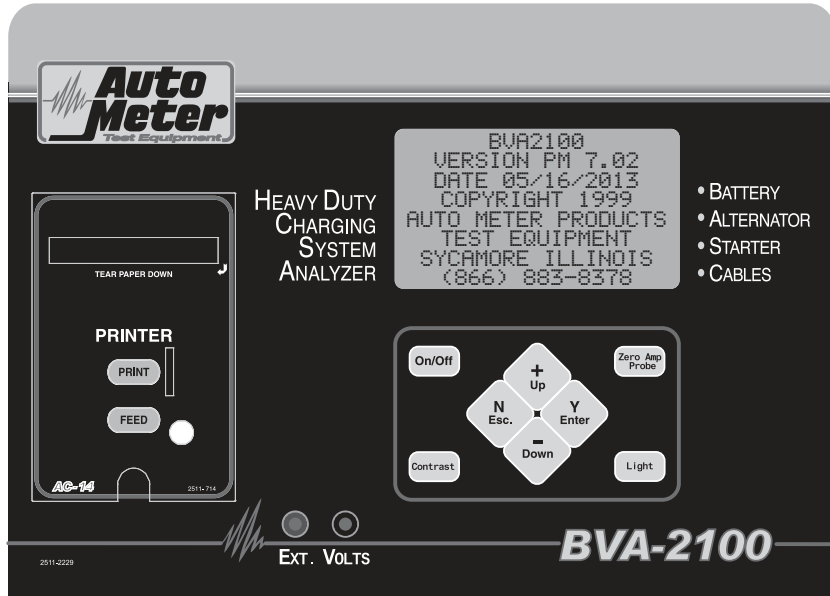 Auto
Meter
Test Equipment
BVA2100
VERSION PM 7.02
DATE 05/16/2013
COPYRIGHT 1999
AUTO METER PRODUCTS
TEST EQUIPMENT
SYCAMORE ILLINOIS
(866) 883-8378
HEAVY DUTY
CHARGING
SYSTEM
ANALYZER
• BATTERY
• ALTERNATOR
• STARTER
• CABLES
TEAR PAPER DOWN
PRINTER
PRINT
FEED
AC-14
2511-714
On/Off
+
Up
Zero Amp
Probe
N
Esc.
Y
Enter
-
Down
Contrast
Light
EXT. VOLTS
BVA-2100
2511-2229